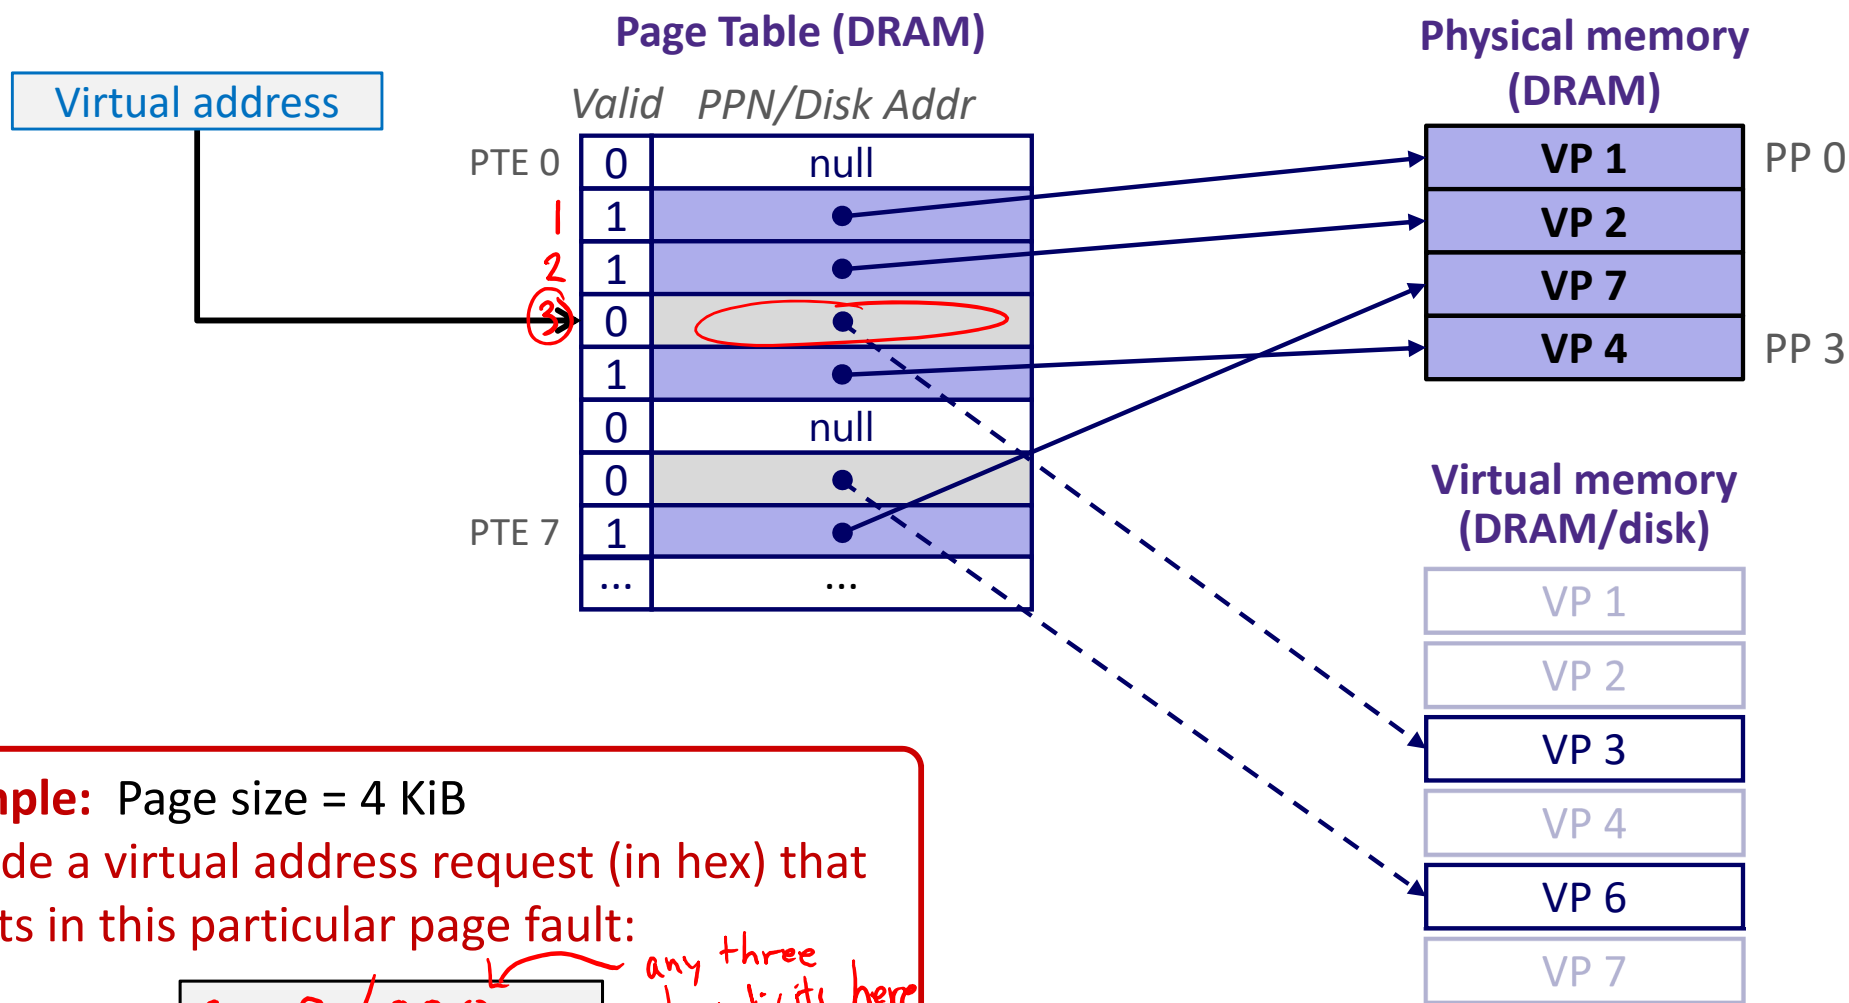 Page Table (DRAM)
Physical memory
(DRAM)
Virtual address
Valid PPN/Disk Addr
PTE 0 0 null
1 1
2 1
3 0
1
0 null
0
PTE 7 1
... ...
VP 1 PP 0
VP 2
VP 7
VP 4 PP 3
Virtual memory
(DRAM/disk)
VP 1
VP 2
VP 3
VP 4
VP 6
VP 7
mple: Page size = 4 KiB
de a virtual address request (in hex) that
ts in this particular page fault:
any three
here